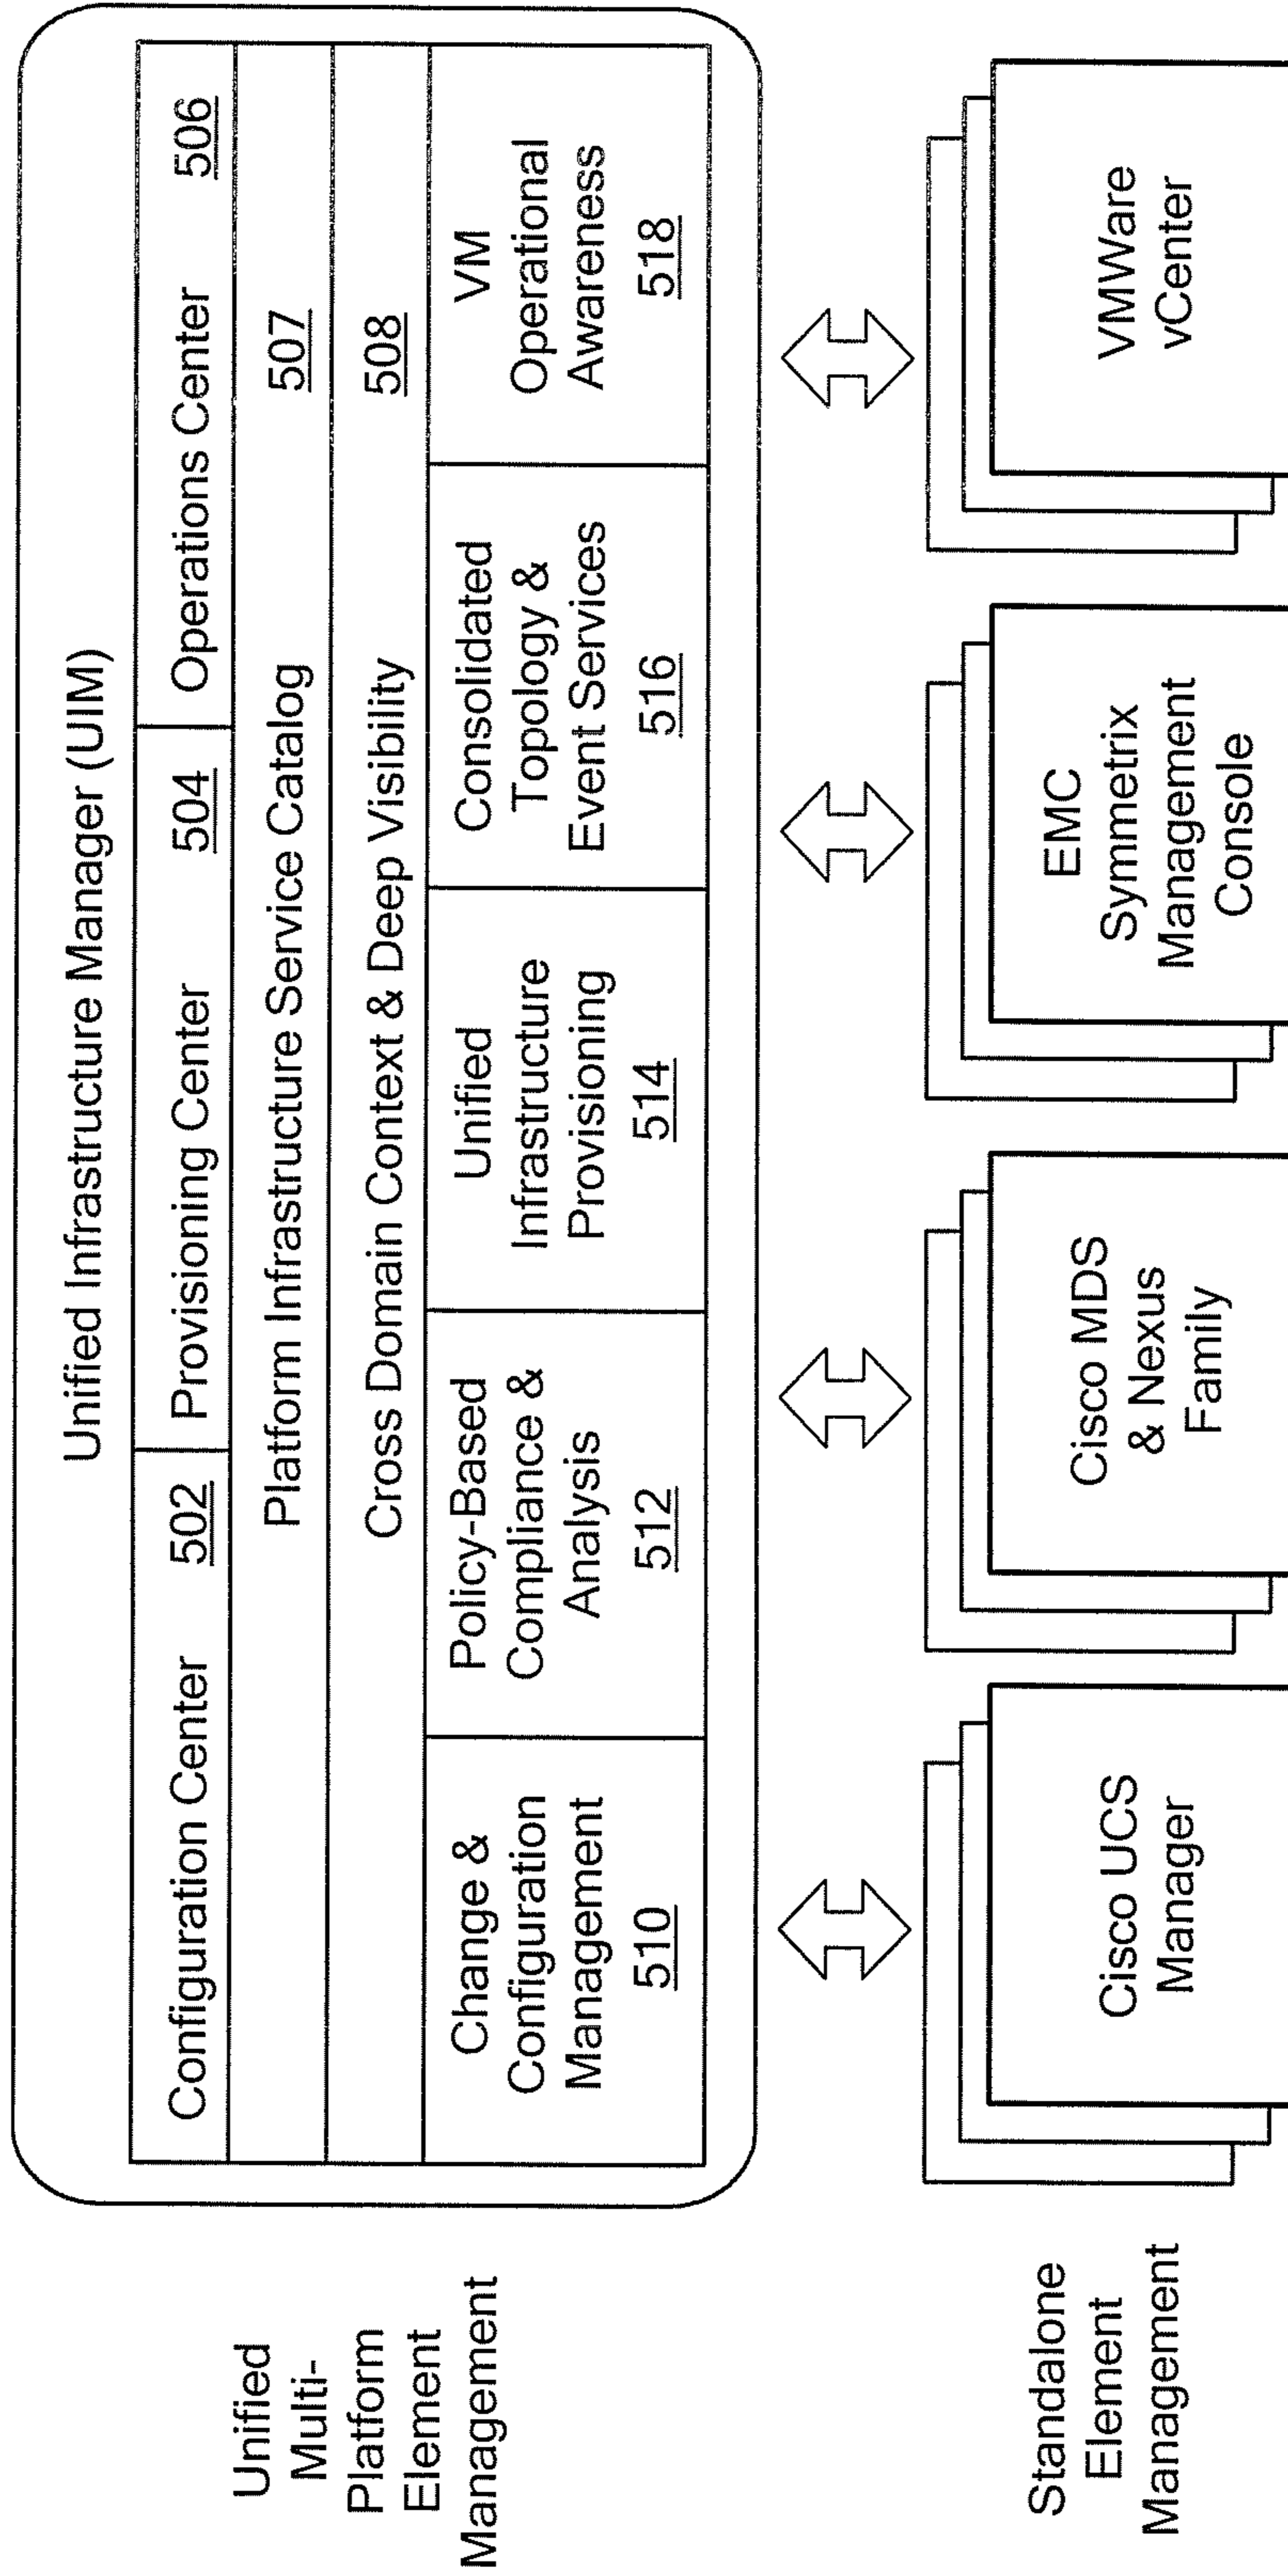 Unified Infrastructure Manager (UIM)
Configuration Center 502
Provisioning Center 504
Operations Center 506
Platform Infrastructure Service Catalog 507
Cross Domain Context & Deep Visibility 508
Change &
Configuration
Management
510
Policy-Based
Compliance &
Analysis
512
Unified
Infrastructure
Provisioning
514
Consolidated
Topology &
Event Services
516
VM
Operational
Awareness
518
Unified
Multi-
Platform
Element
Management
Standalone
Element
Management
Cisco UCS
Manager
Cisco MDS
& Nexus
Family
EMC
Symmetrix
Management
Console
VMWare
vCenter